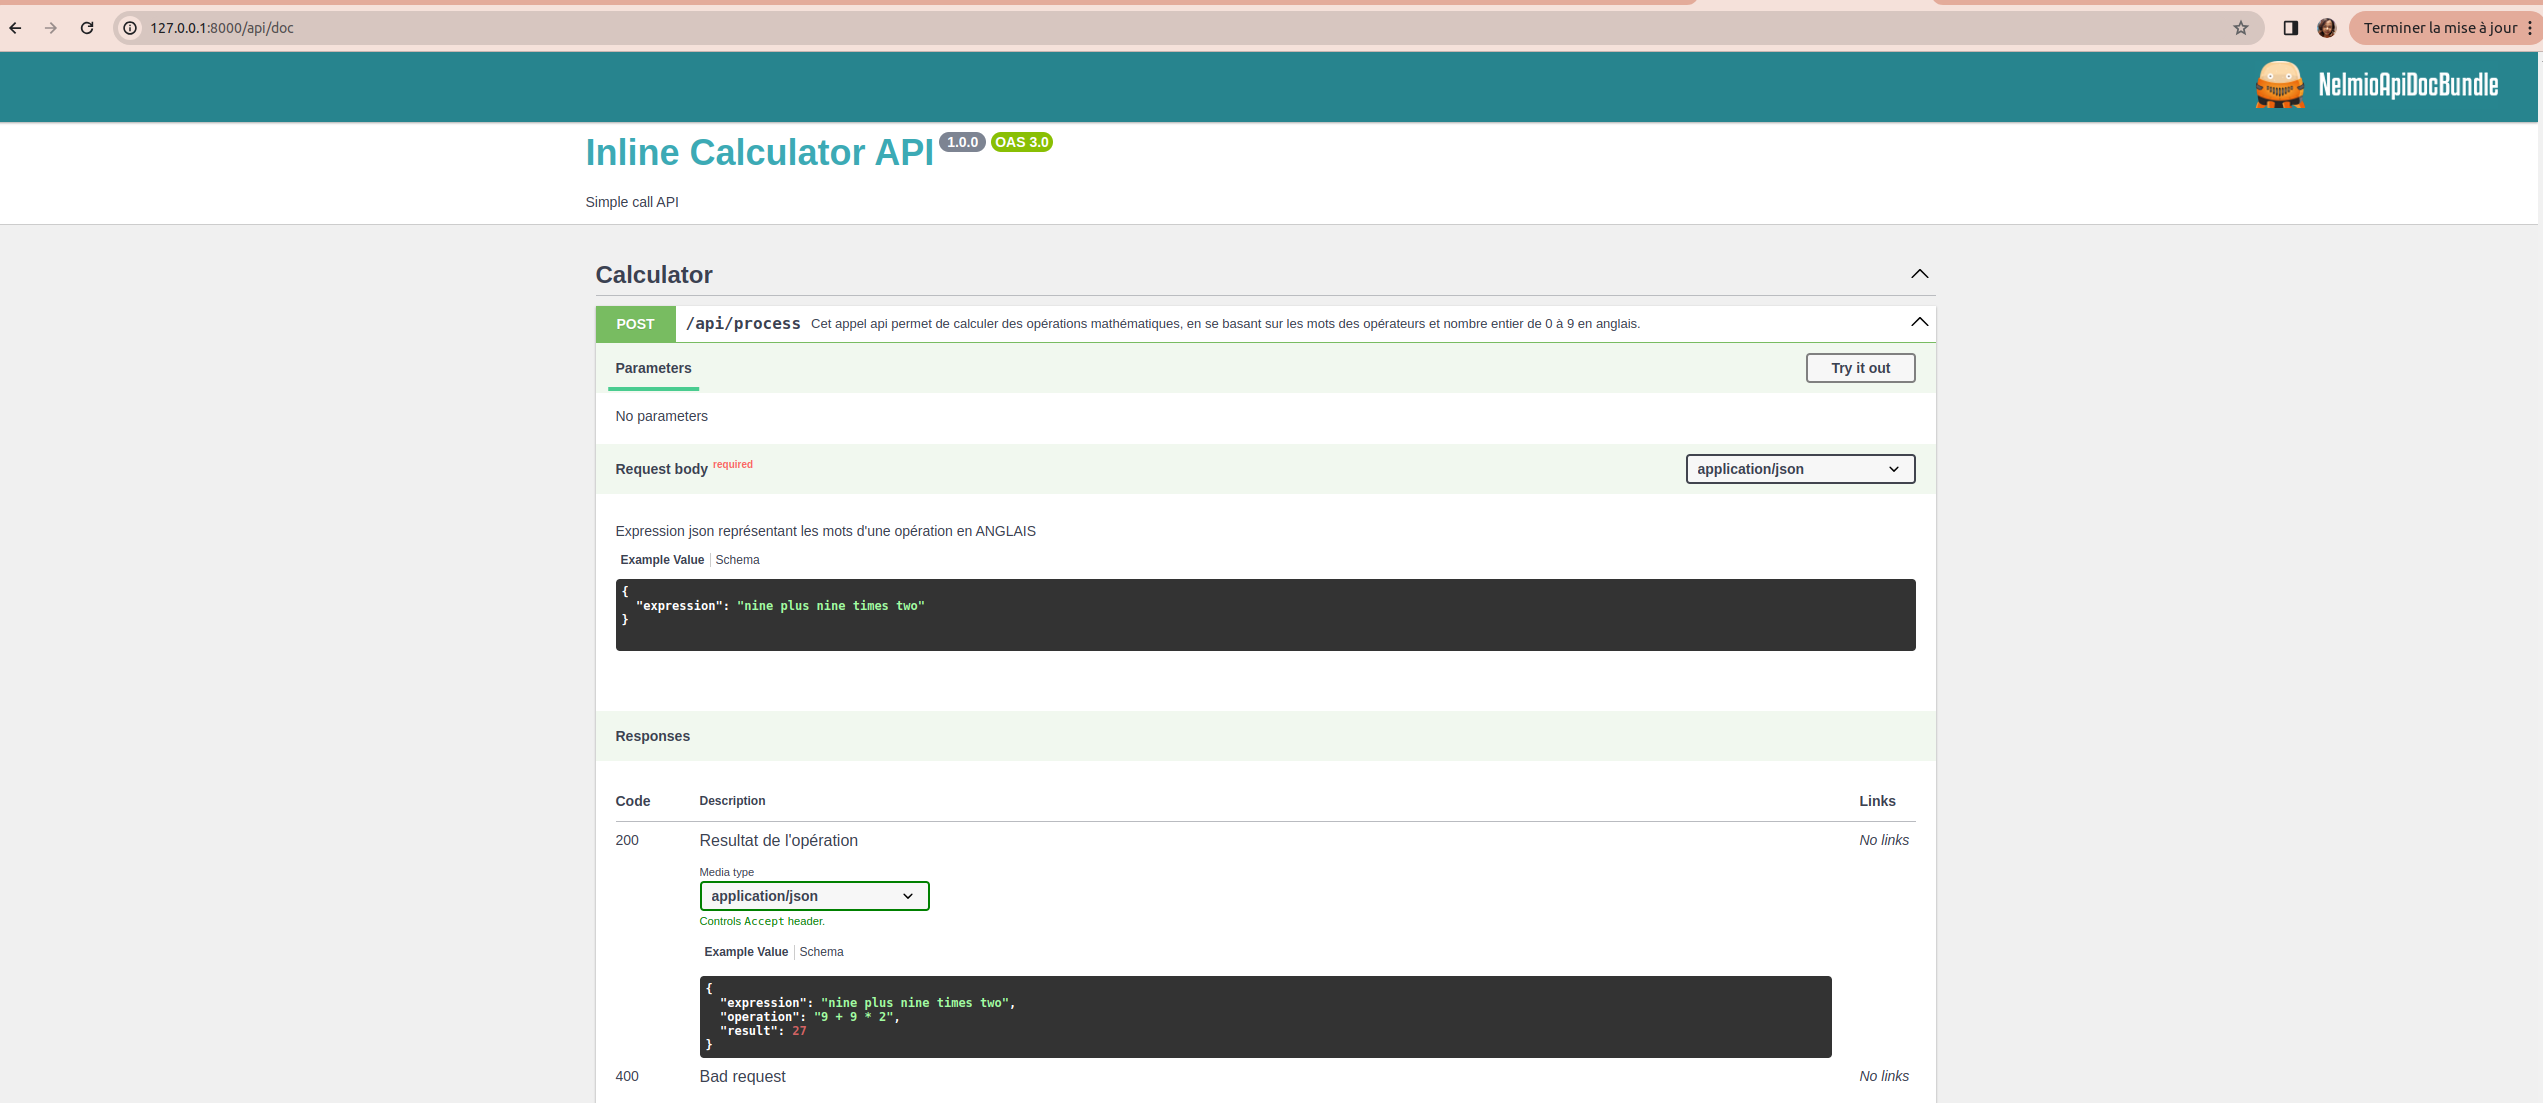 127.0.0.1:8000/api/doc
Terminer la mise à jour
NelmioApiDocBundle
Inline Calculator API 1.0.0 OAS 3.0
Simple call API
Calculator
POST /api/process Cet appel api permet de calculer des opérations mathématiques, en se basant sur les mots des opérateurs et nombre entier de 0 à 9 en anglais.
Parameters
Try it out
No parameters
Request body required
application/json
Expression json représentant les mots d'une opération en ANGLAIS
Example Value Schema
{
"expression": "nine plus nine times two"
}
Responses
Code Description Links
200 Resultat de l'opération No links
Media type
application/json
Controls Accept header.
Example Value Schema
{
"expression": "nine plus nine times two",
"operation": "9 + 9 * 2",
"result": 27
}
400 Bad request No links